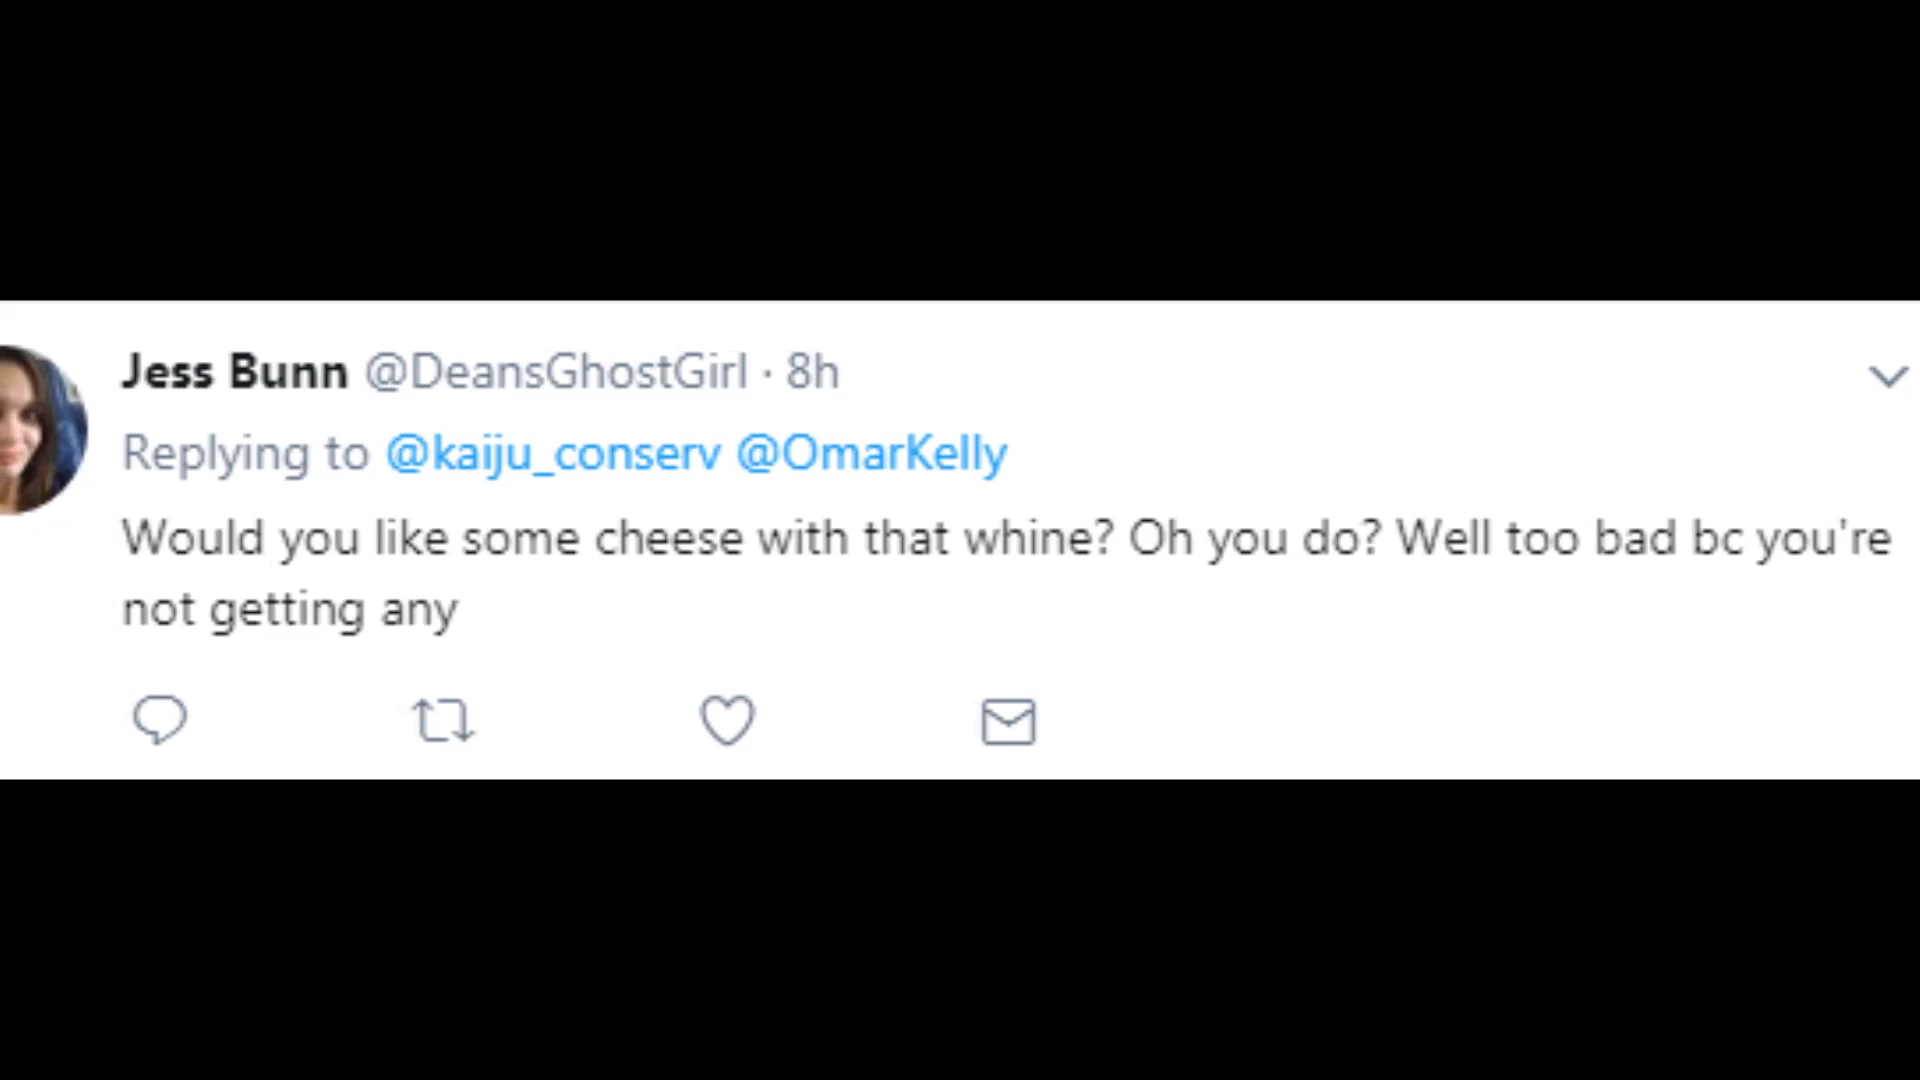 Jess Bunn @DeansGhostGirl · 8h
Replying to @kaiju_conserv @OmarKelly
Would you like some cheese with that whine? Oh you do? Well too bad bc you're
not getting any